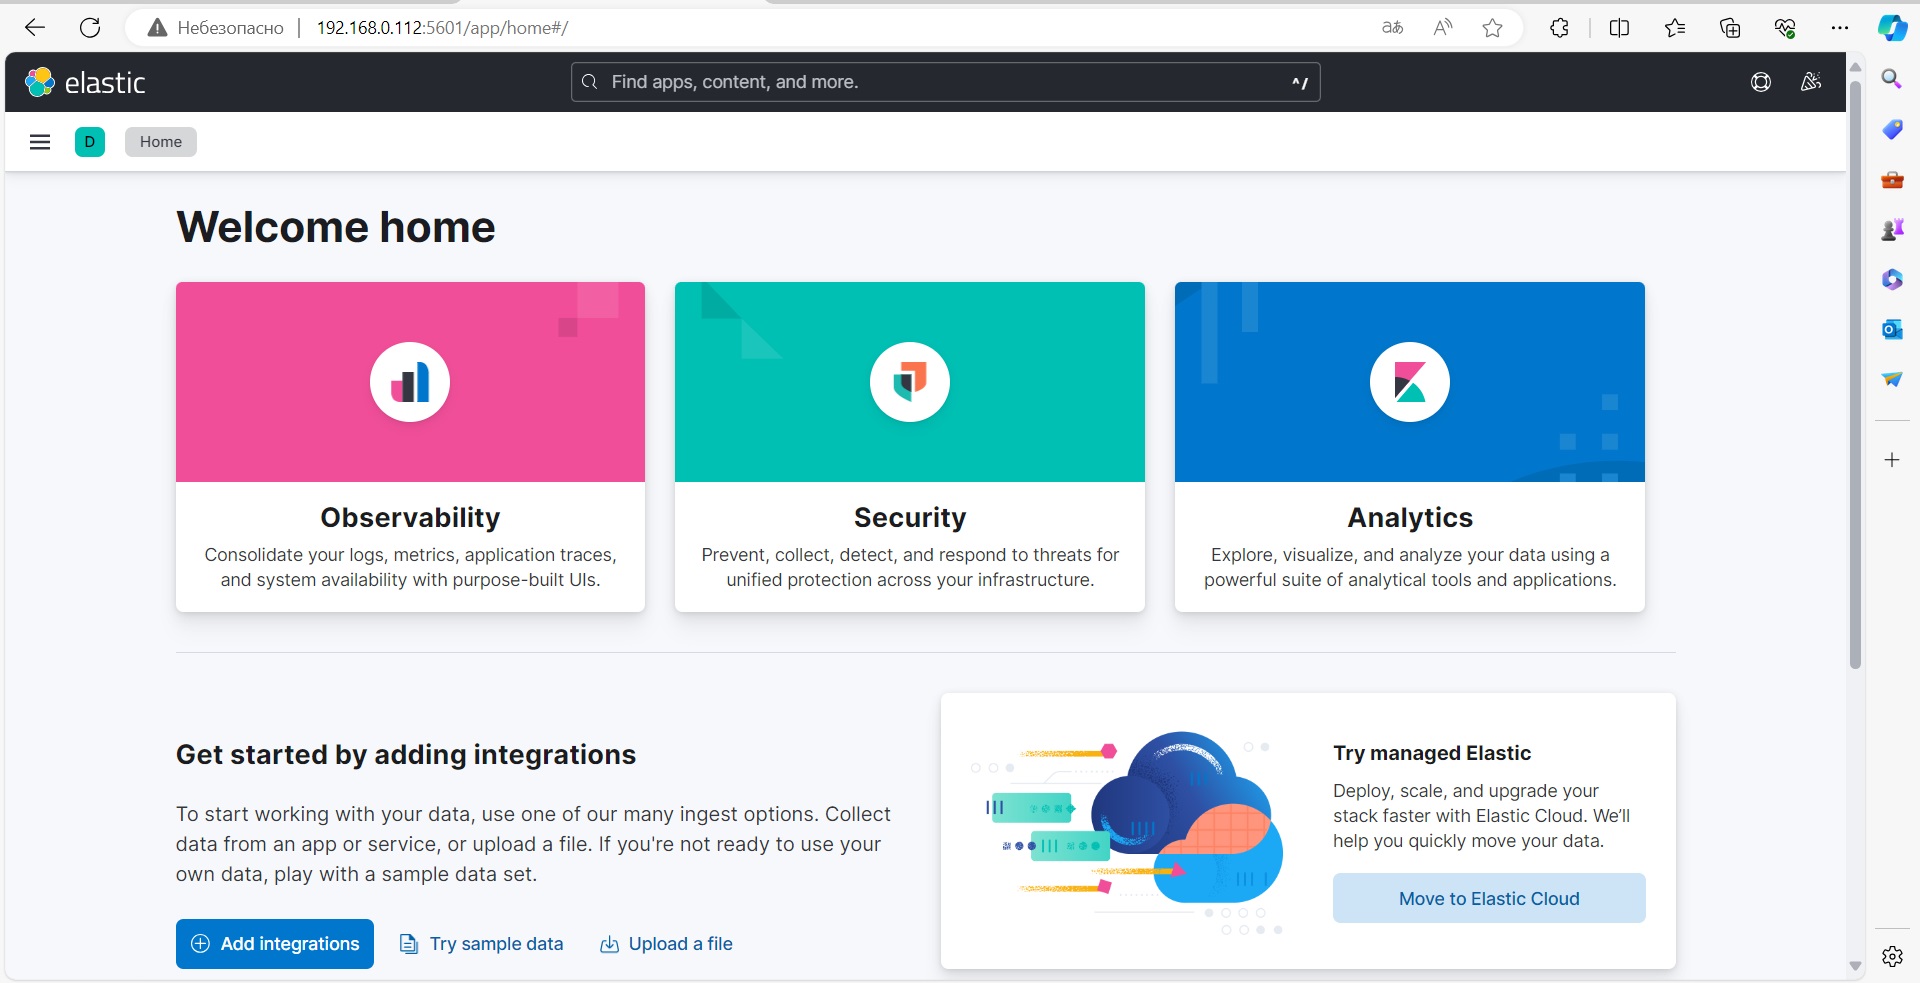 Небезопасно | 192.168.0.112:5601/app/home#/
elastic
Find apps, content, and more.
^/
D
Home
Welcome home
Observability
Consolidate your logs, metrics, application traces,
and system availability with purpose-built UIs.
Security
Prevent, collect, detect, and respond to threats for
unified protection across your infrastructure.
Analytics
Explore, visualize, and analyze your data using a
powerful suite of analytical tools and applications.
Get started by adding integrations
To start working with your data, use one of our many ingest options. Collect
data from an app or service, or upload a file. If you're not ready to use your
own data, play with a sample data set.
Add integrations
Try sample data
Upload a file
Try managed Elastic
Deploy, scale, and upgrade your
stack faster with Elastic Cloud. We’ll
help you quickly move your data.
Move to Elastic Cloud